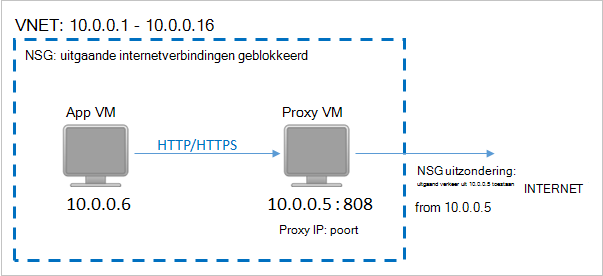 VNET: 10.0.0.1 - 10.0.0.16
NSG: uitgaande internetverbindingen geblokkeerd
App VM
Proxy VM
HTTP/HTTPS
10.0.0.6
10.0.0.5 : 808
Proxy IP: poort
NSG uitzondering:
uitgaand verkeer uit 10.0.0.5 toestaan
from 10.0.0.5
INTERNET